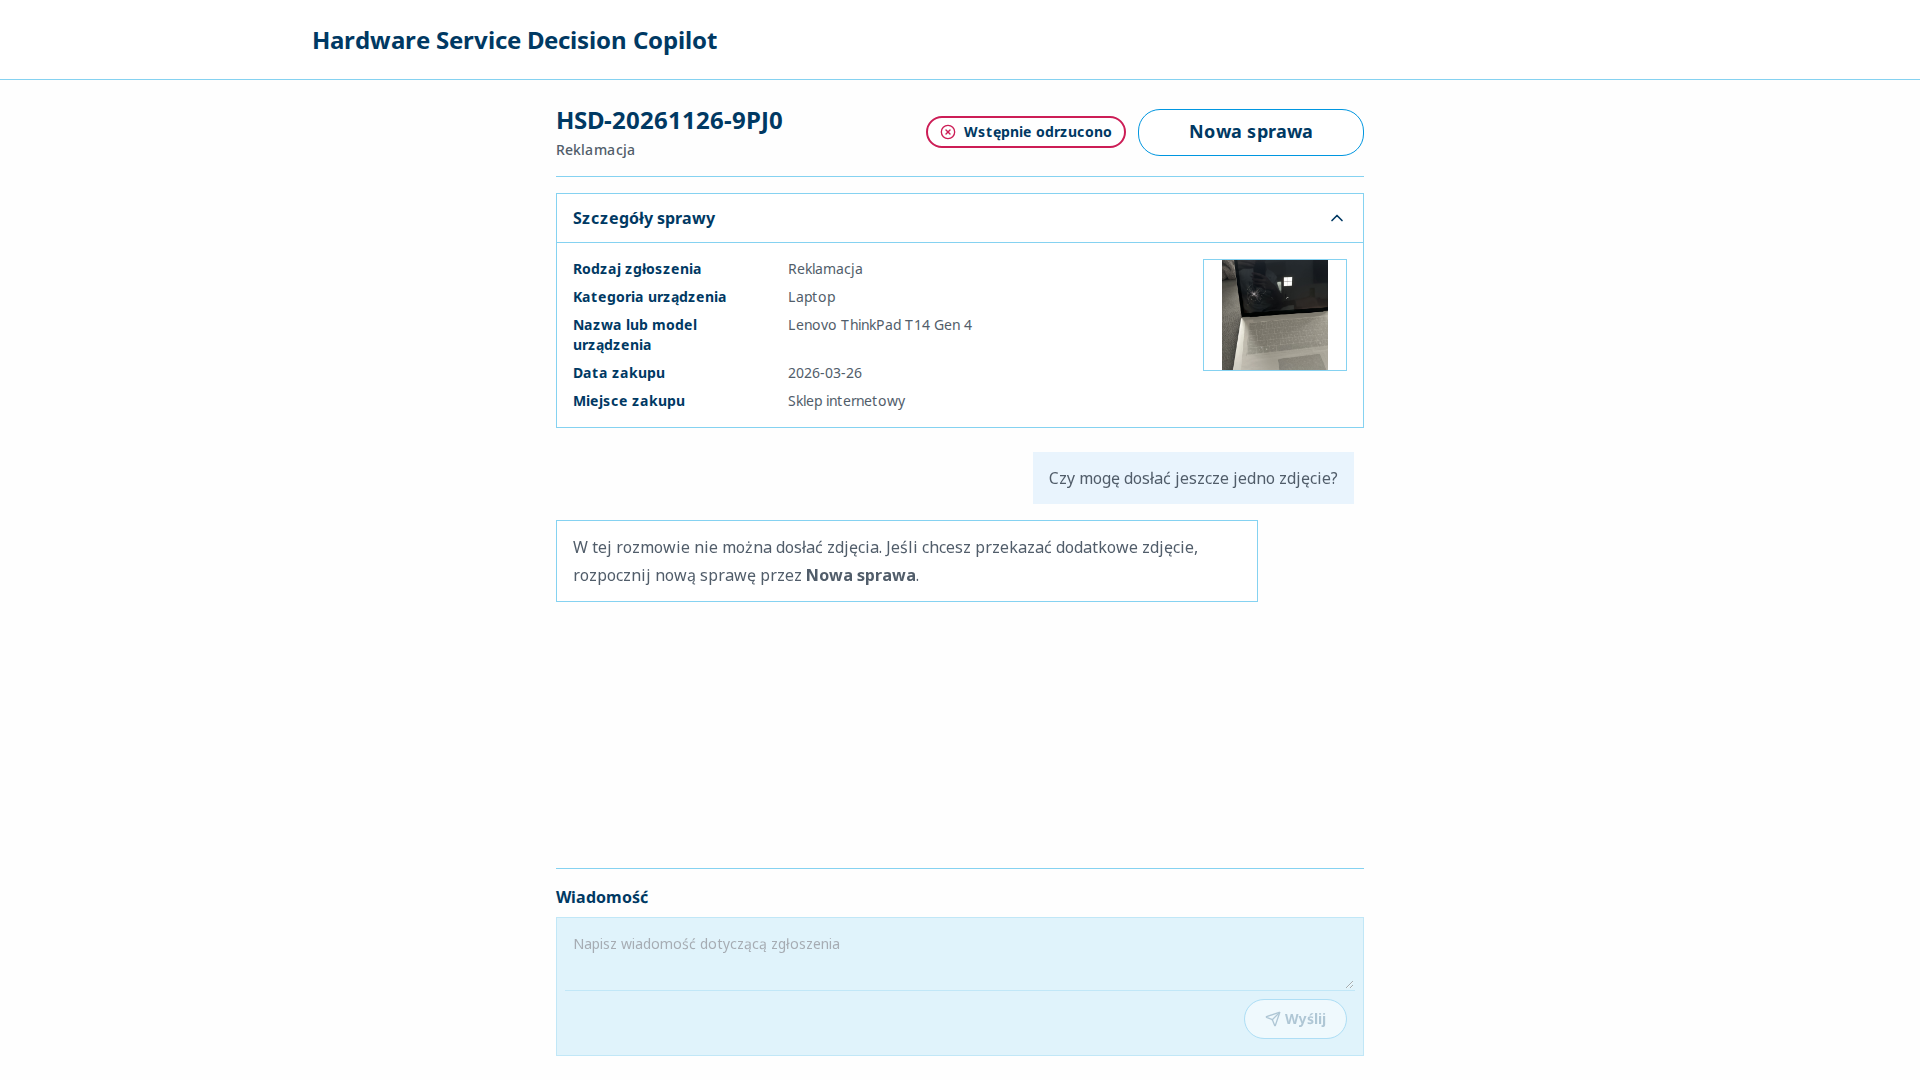 Hardware Service Decision Copilot
HSD-20261126-9PJ0
Reklamacja
Wstępnie odrzucono
Nowa sprawa
Szczegóły sprawy
Rodzaj zgłoszenia
Reklamacja
Kategoria urządzenia
Laptop
Nazwa lub model
urządzenia
Lenovo ThinkPad T14 Gen 4
Data zakupu
2026-03-26
Miejsce zakupu
Sklep internetowy
Czy mogę dosłać jeszcze jedno zdjęcie?
W tej rozmowie nie można dosłać zdjęcia. Jeśli chcesz przekazać dodatkowe zdjęcie,
rozpocznij nową sprawę przez Nowa sprawa.
Wiadomość
Napisz wiadomość dotyczącą zgłoszenia
Wyślij